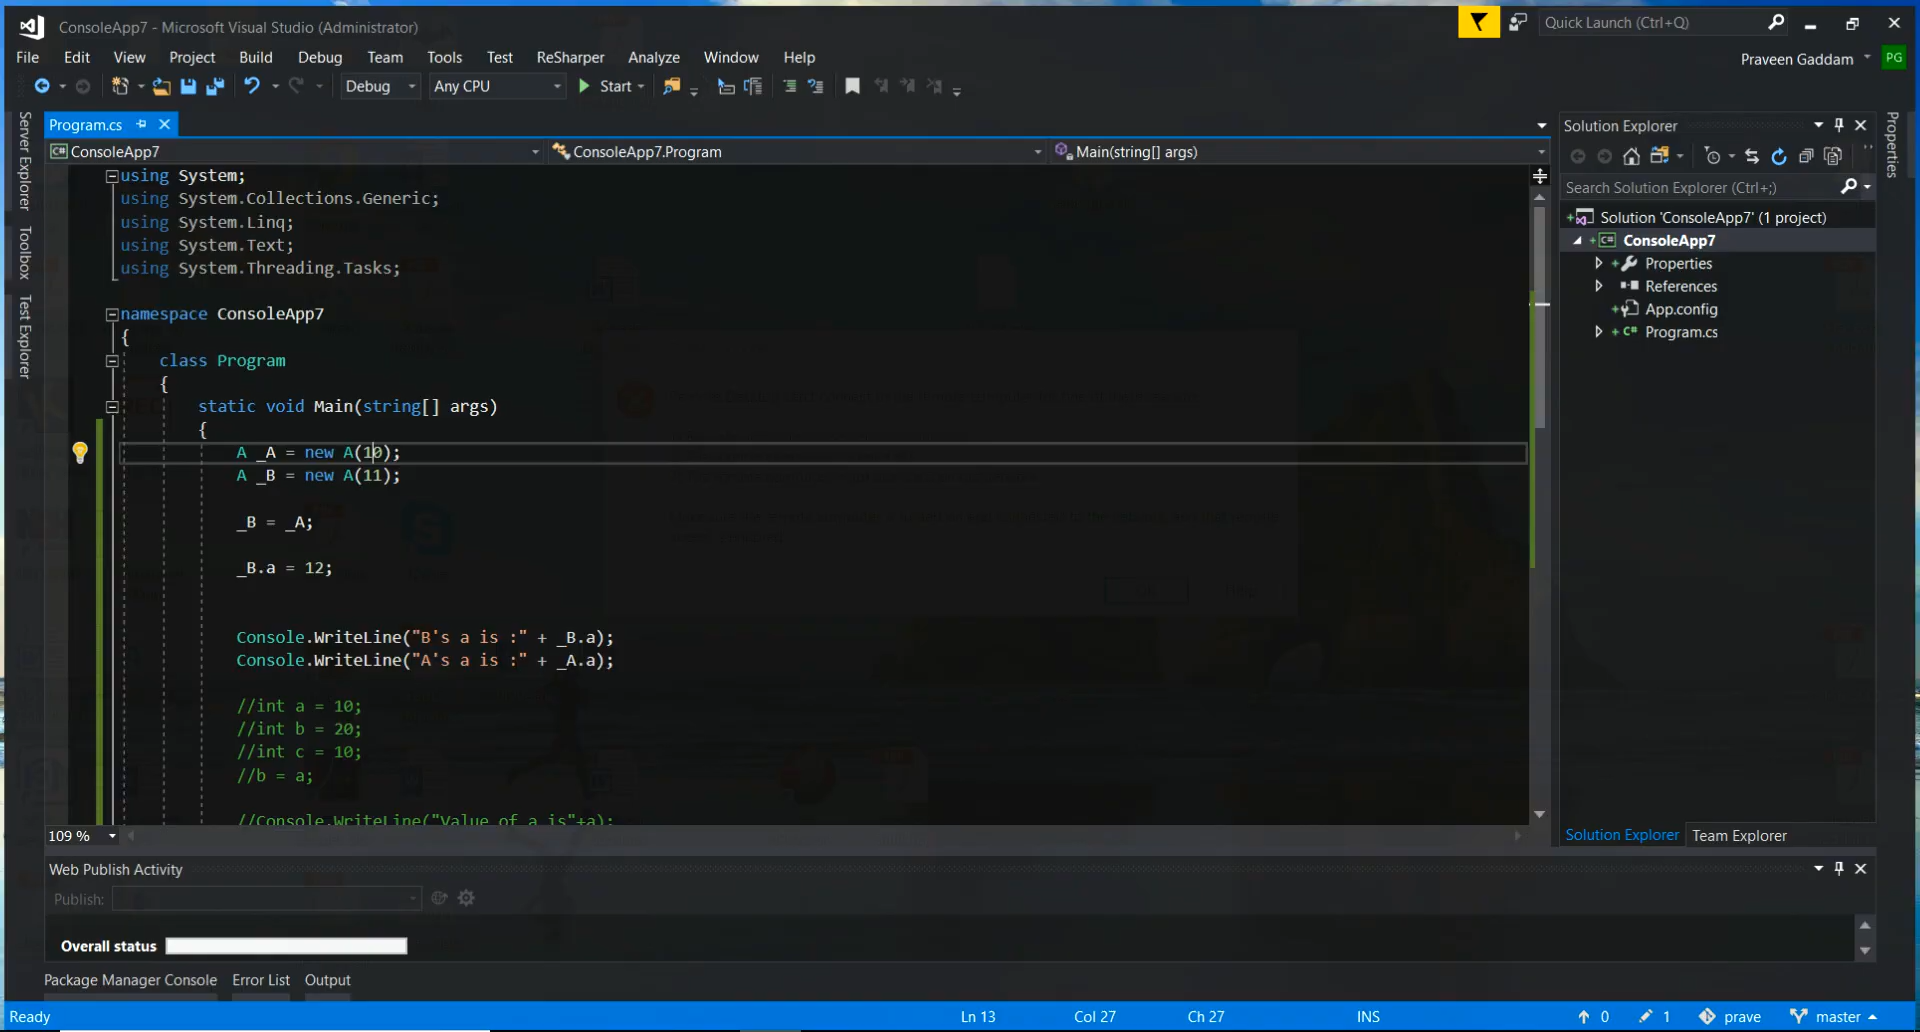 ConsoleApp7 - Microsoft Visual Studio (Administrator)
Quick Launch (Ctrl+Q)
File Edit View Project Build Debug Team Tools Test ReSharper Analyze Window Help
Praveen Gaddam PG
Debug Any CPU Start
Server Explorer
Toolbox
Test Explorer
Program.cs
ConsoleApp7 ConsoleApp7.Program Main(string[] args)
using System;
using System.Collections.Generic;
using System.Linq;
using System.Text;
using System.Threading.Tasks;
namespace ConsoleApp7
{
class Program
{
static void Main(string[] args)
{
A _A = new A(10);
A _B = new A(11);
_B = _A;
_B.a = 12;
Console.WriteLine("B's a is :" + _B.a);
Console.WriteLine("A's a is :" + _A.a);
//int a = 10;
//int b = 20;
//int c = 10;
//b = a;
//Console.WriteLine("Value of a is"+a);
109 %
Solution Explorer
Search Solution Explorer (Ctrl+;)
Solution 'ConsoleApp7' (1 project)
ConsoleApp7
Properties
References
App.config
Program.cs
Solution Explorer Team Explorer
Properties
Web Publish Activity
Publish:
Overall status
Package Manager Console Error List Output
Ready Ln 13 Col 27 Ch 27 INS 0 1 prave master